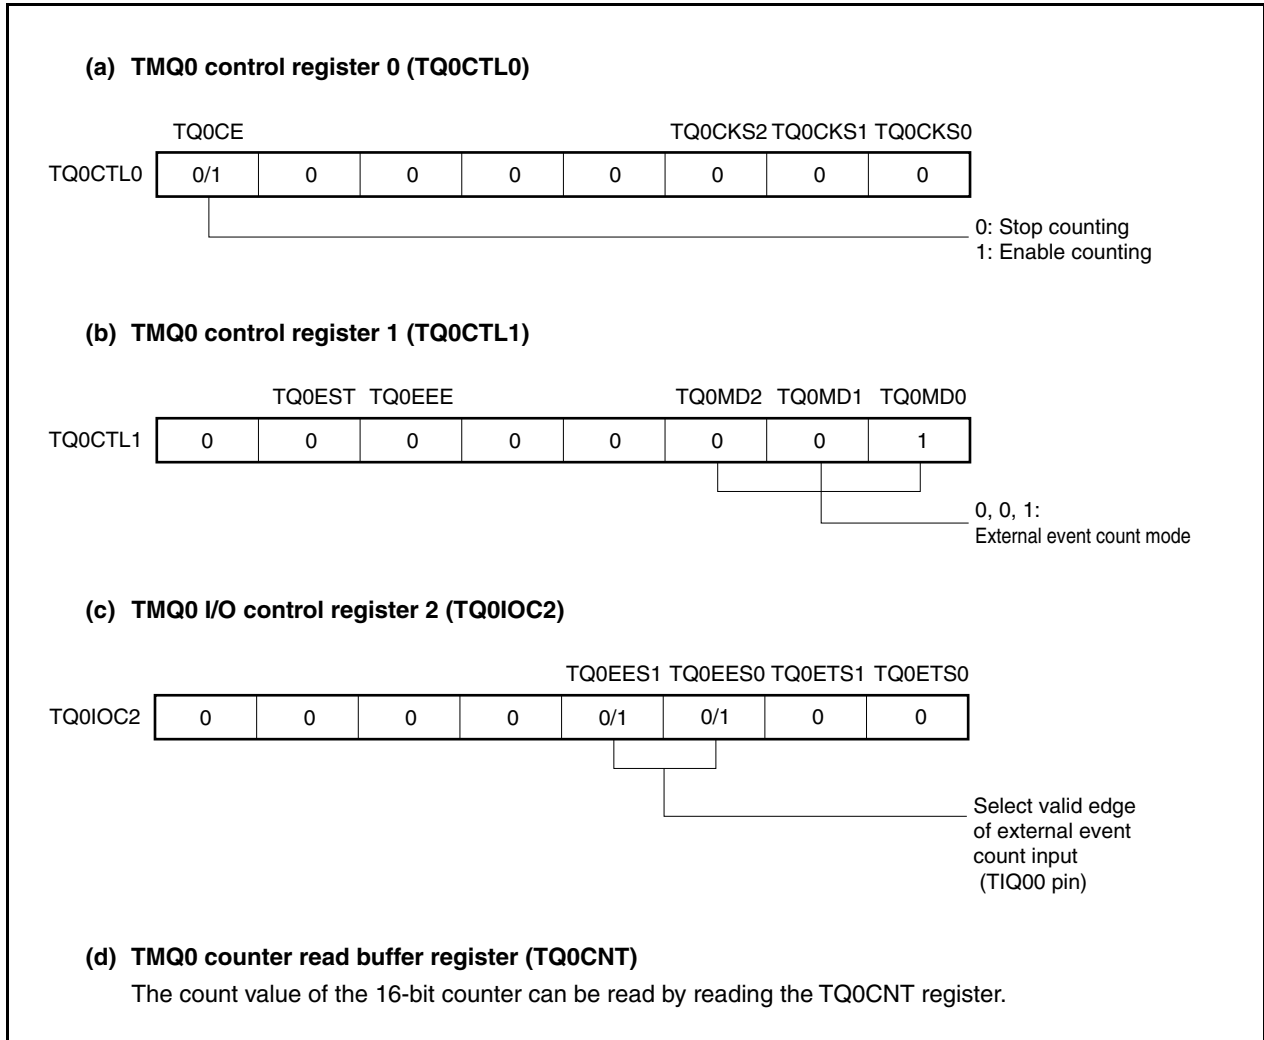 (a) TMQ0 control register 0 (TQ0CTL0)
TQ0CE TQ0CKS2 TQ0CKS1 TQ0CKS0
TQ0CTL0 0/1 0 0 0 0 0 0 0
0: Stop counting
1: Enable counting
(b) TMQ0 control register 1 (TQ0CTL1)
TQ0EST TQ0EEE TQ0MD2 TQ0MD1 TQ0MD0
TQ0CTL1 0 0 0 0 0 0 0 1
0, 0, 1:
External event count mode
(c) TMQ0 I/O control register 2 (TQ0IOC2)
TQ0EES1 TQ0EES0 TQ0ETS1 TQ0ETS0
TQ0IOC2 0 0 0 0 0/1 0/1 0 0
Select valid edge
of external event
count input
(TIQ00 pin)
(d) TMQ0 counter read buffer register (TQ0CNT)
The count value of the 16-bit counter can be read by reading the TQ0CNT register.